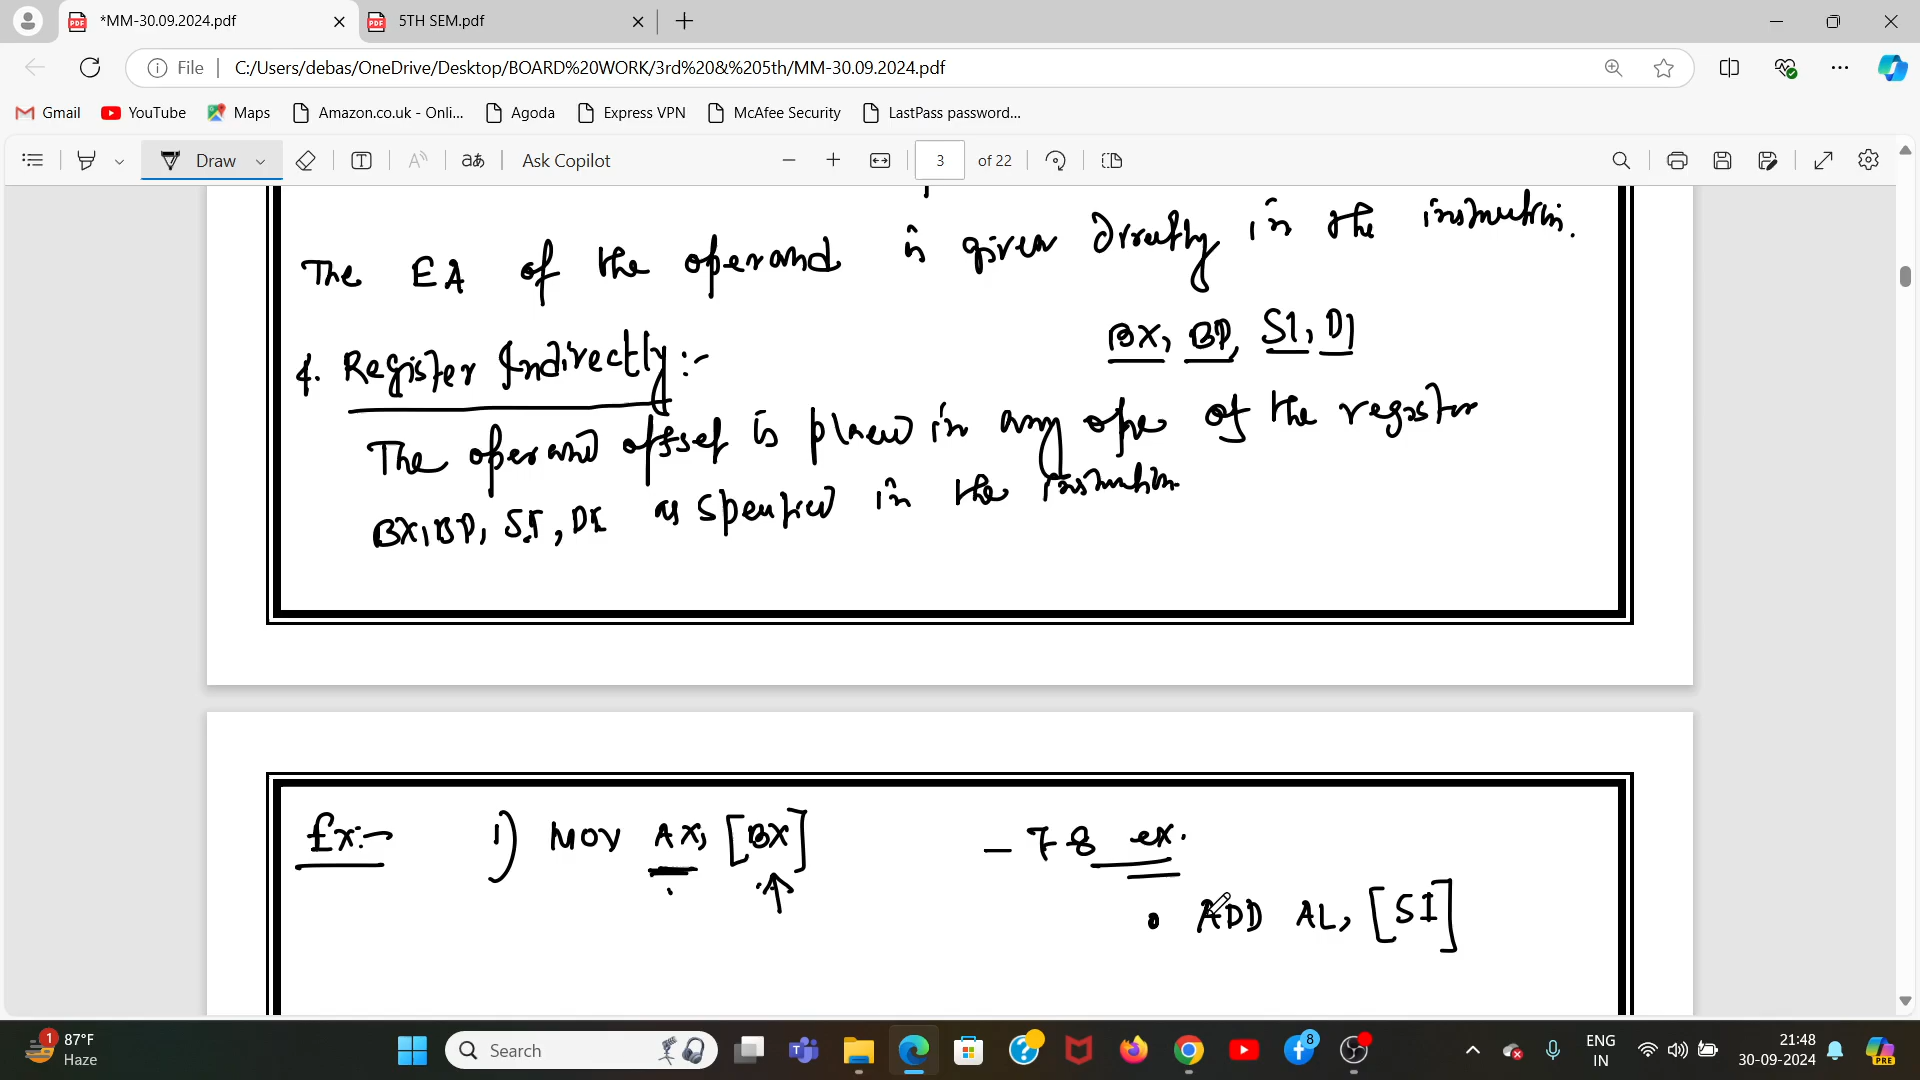 *MM-30.09.2024.pdf
5TH SEM.pdf
File
C:/Users/debas/OneDrive/Desktop/BOARD%20WORK/3rd%20&%205th/MM-30.09.2024.pdf
Gmail
YouTube
Maps
Amazon.co.uk - Onli...
Agoda
Express VPN
McAfee Security
LastPass password...
Draw
Ask Copilot
3 of 22
The EA of the operand is given Directly in the instruction.
BX, BP, SI, DI
4. Register Indirectly :-
The operand offset is placed in any one of the register
BX, BP, SI, DI as specified in the instruction
Ex:- i) MOV AX, [BX] - 7-8 ex.
ADD AL, [SI]
1
87°F
Haze
Search
8
ENG
IN
21:48
30-09-2024
PRE